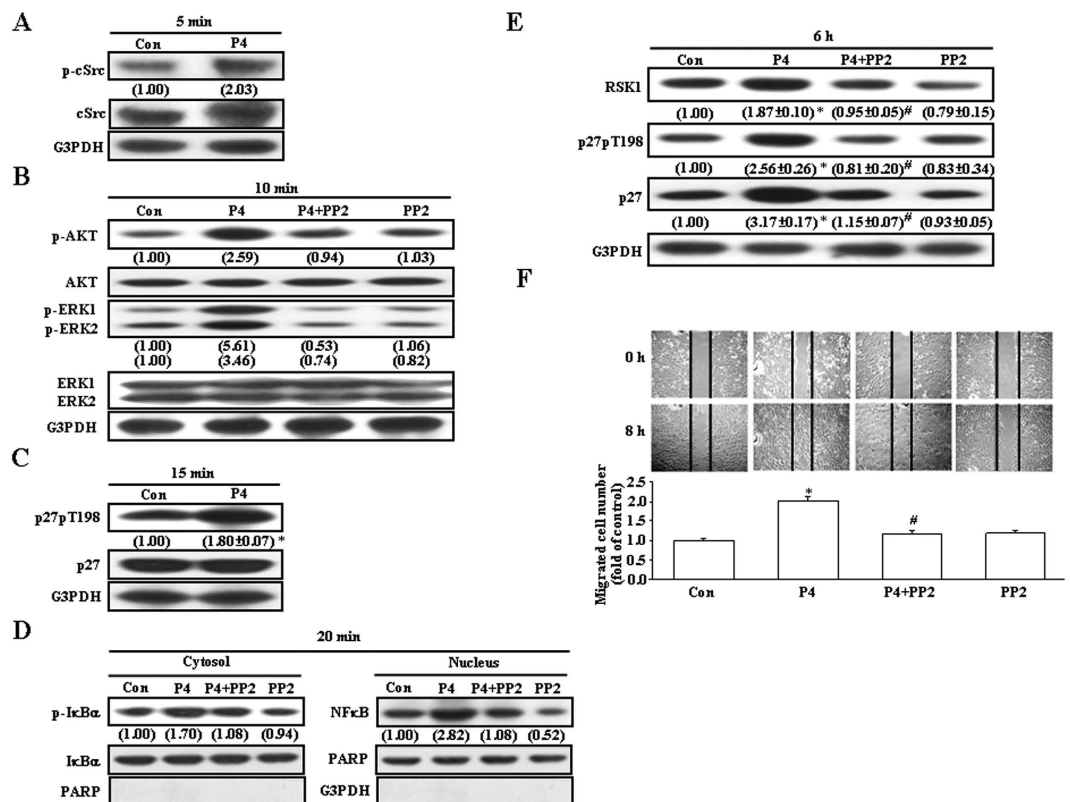 A
5 min
Con P4
p-cSrc
(1.00) (2.03)
cSrc
G3PDH
B
10 min
Con P4 P4+PP2 PP2
p-AKT
(1.00) (2.59) (0.94) (1.03)
AKT
p-ERK1
p-ERK2
(1.00) (5.61) (0.53) (1.06)
(1.00) (3.46) (0.74) (0.82)
ERK1
ERK2
G3PDH
C
15 min
Con P4
p27pT198
(1.00) (1.80±0.07) *
p27
G3PDH
D
20 min
Cytosol
Con P4 P4+PP2 PP2
p-IκBα
(1.00) (1.70) (1.08) (0.94)
IκBα
PARP
Nucleus
Con P4 P4+PP2 PP2
NFκB
(1.00) (2.82) (1.08) (0.52)
PARP
G3PDH
E
6 h
Con P4 P4+PP2 PP2
RSK1
(1.00) (1.87±0.10) * (0.95±0.05)# (0.79±0.15)
p27pT198
(1.00) (2.56±0.26) * (0.81±0.20)# (0.83±0.34)
p27
(1.00) (3.17±0.17) * (1.15±0.07)# (0.93±0.05)
G3PDH
F
0 h
8 h
Migrated cell number
(fold of control)
2.5
2.0
1.5
1.0
0.5
0.0
*
#
Con P4 P4+PP2 PP2